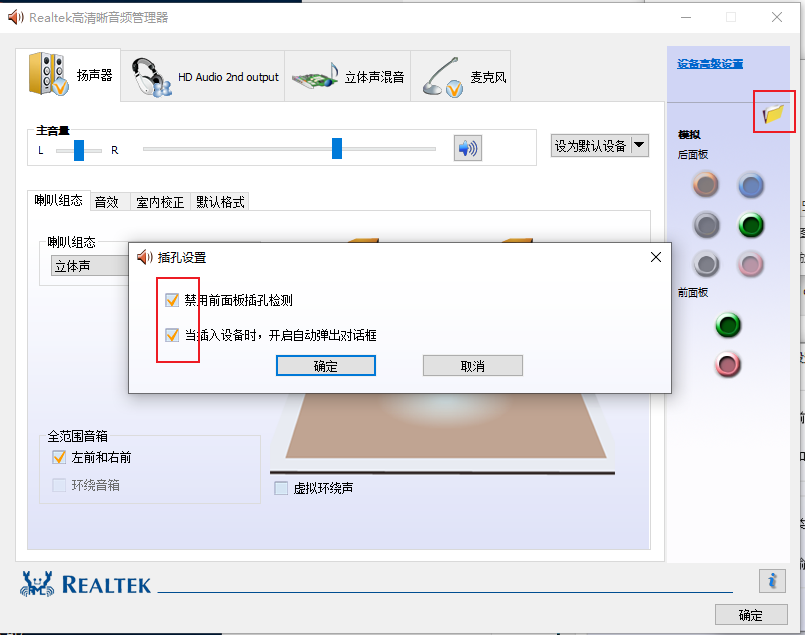 Realtek高清晰音频管理器
扬声器
HD Audio 2nd output
立体声混音
麦克风
设备高级设置
主音量
L
R
设为默认设备
模拟
后面板
喇叭组态
音效
室内校正
默认格式
喇叭组态
立体声
插孔设置
禁用前面板插孔检测
当插入设备时，开启自动弹出对话框
确定
取消
前面板
全范围音箱
左前和右前
环绕音箱
虚拟环绕声
REALTEK
确定